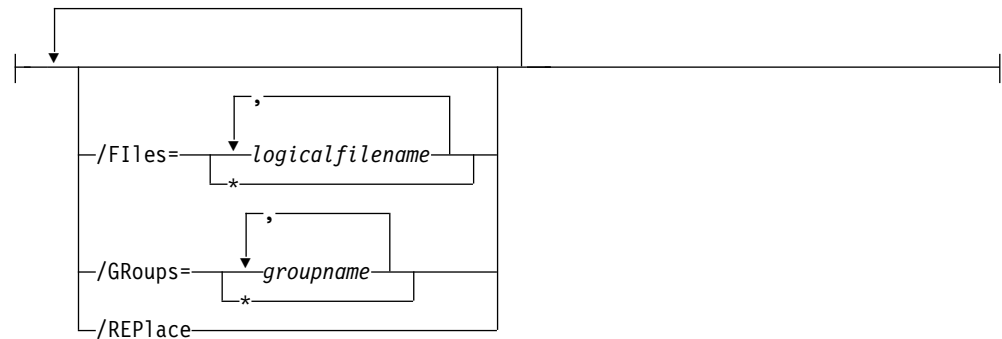 ,
/FIles= logicalfilename
*
,
/GRoups= groupname
*
/REPlace